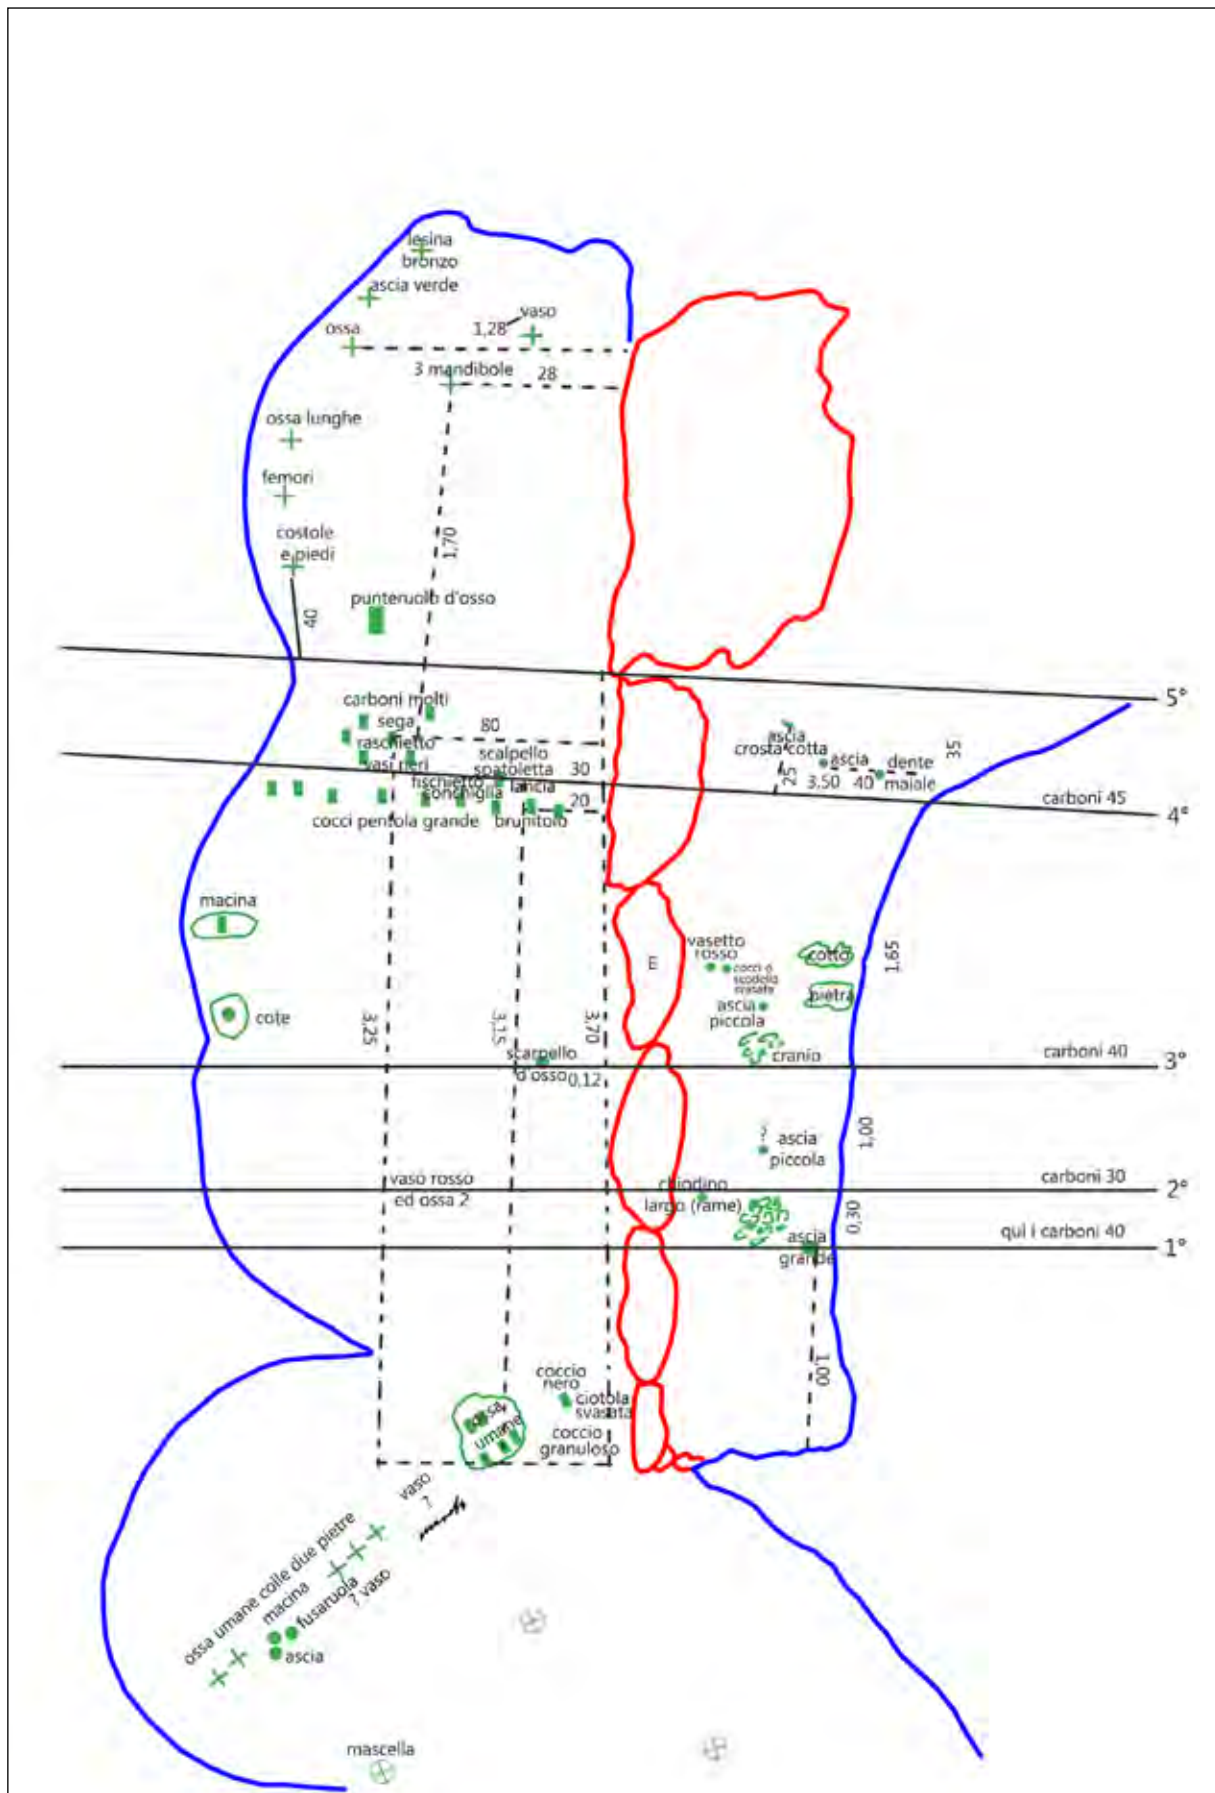 lesina
bronzo
ascia verde
vaso
1,28
ossa
3 mandibole
28
ossa lunghe
femori
costole
e piedi
1,70
40
punteruolo d'osso
5°
carboni molti
sega
80
raschietto
vasi neri
scalpello
spatoletta
30
fischietto
lancia
conchiglia
20
cocci pentola grande
brunitoio
ascia
crosta cotta
ascia
dente
maiale
35
25
3,50
40
carboni 45
4°
macina
cote
E
vasetto
rosso
cocci o
scodella
svasata
cotto
pietra
ascia
piccola
cranio
1,65
3,25
3,15
3,70
scarpello
d'osso
0,12
carboni 40
3°
?
ascia
piccola
1,00
vaso rosso
ed ossa 2
carboni 30
2°
chiodino
largo (rame)
0,30
ascia
grande
qui i carboni 40
1°
1,00
coccio
nero
ciotola
svasata
ossa
umane
coccio
granuloso
vaso
?
ossa umane colle due pietre
macina
fusaruola
? vaso
ascia
mascella